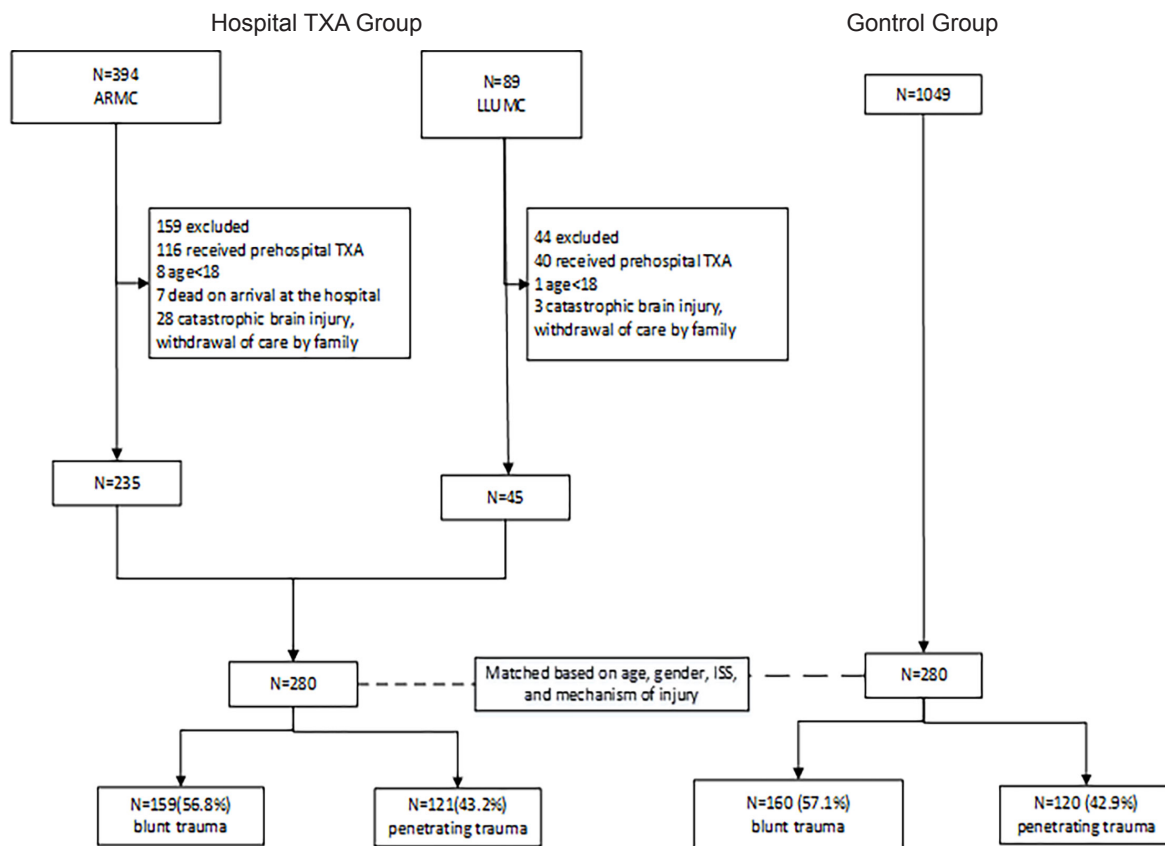 Hospital TXA Group
Gontrol Group
N=394
ARMC
N=89
LLUMC
N=1049
159 excluded
116 received prehospital TXA
8 age<18
7 dead on arrival at the hospital
28 catastrophic brain injury,
withdrawal of care by family
44 excluded
40 received prehospital TXA
1 age<18
3 catastrophic brain injury,
withdrawal of care by family
N=235
N=45
N=280
Matched based on age, gender, ISS,
and mechanism of injury
N=280
N=159(56.8%)
blunt trauma
N=121(43.2%)
penetrating trauma
N=160 (57.1%)
blunt trauma
N=120 (42.9%)
penetrating trauma